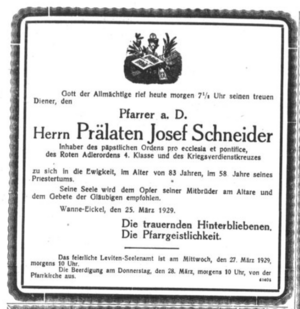 Gott der Allmächtige rief heute morgen 7½ Uhr seinen treuen
Diener, den
Pfarrer a. D.
Herrn Prälaten Josef Schneider
Inhaber des päpstlichen Ordens pro ecclesia et pontifice,
des Roten Adlerordens 4. Klasse und des Kriegsverdienstkreuzes
zu sich in die Ewigkeit, im Alter von 83 Jahren, im 58 Jahre seines
Priestertums.
Seine Seele wird dem Opfer seiner Mitbrüder am Altare und
dem Gebete der Gläubigen empfohlen.
Wanne-Eickel, den 25. März 1929.
Die trauernden Hinterbliebenen.
Die Pfarrgeistlichkeit.
Das feierliche Leviten-Seelenamt ist am Mittwoch, den 27. März 1929,
morgens 10 Uhr.
Die Beerdigung am Donnerstag, den 28. März, morgens 10 Uhr, von der
Pfarrkirche aus.